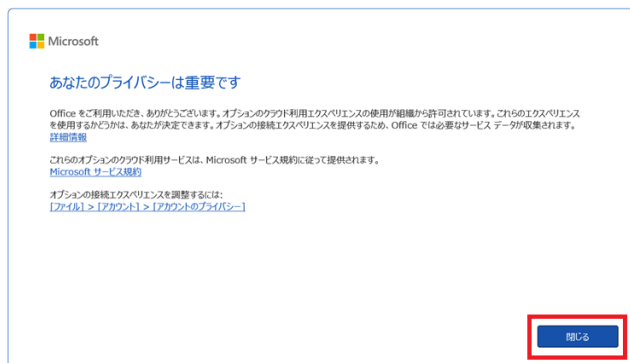 Microsoft
あなたのプライバシーは重要です
Office をご利用いただき、ありがとうございます。オプションのクラウド利用エクスペリエンスの使用が組織から許可されています。これらのエクスペリエンス
を使用するかどうかは、あなたが決定できます。オプションの接続エクスペリエンスを提供するため、Office では必要なサービス データが収集されます。
詳細情報
これらのオプションのクラウド利用サービスは、Microsoft サービス規約に従って提供されます。
Microsoft サービス規約
オプションの接続エクスペリエンスを調整するには:
[ファイル] > [アカウント] > [アカウントのプライバシー]
閉じる